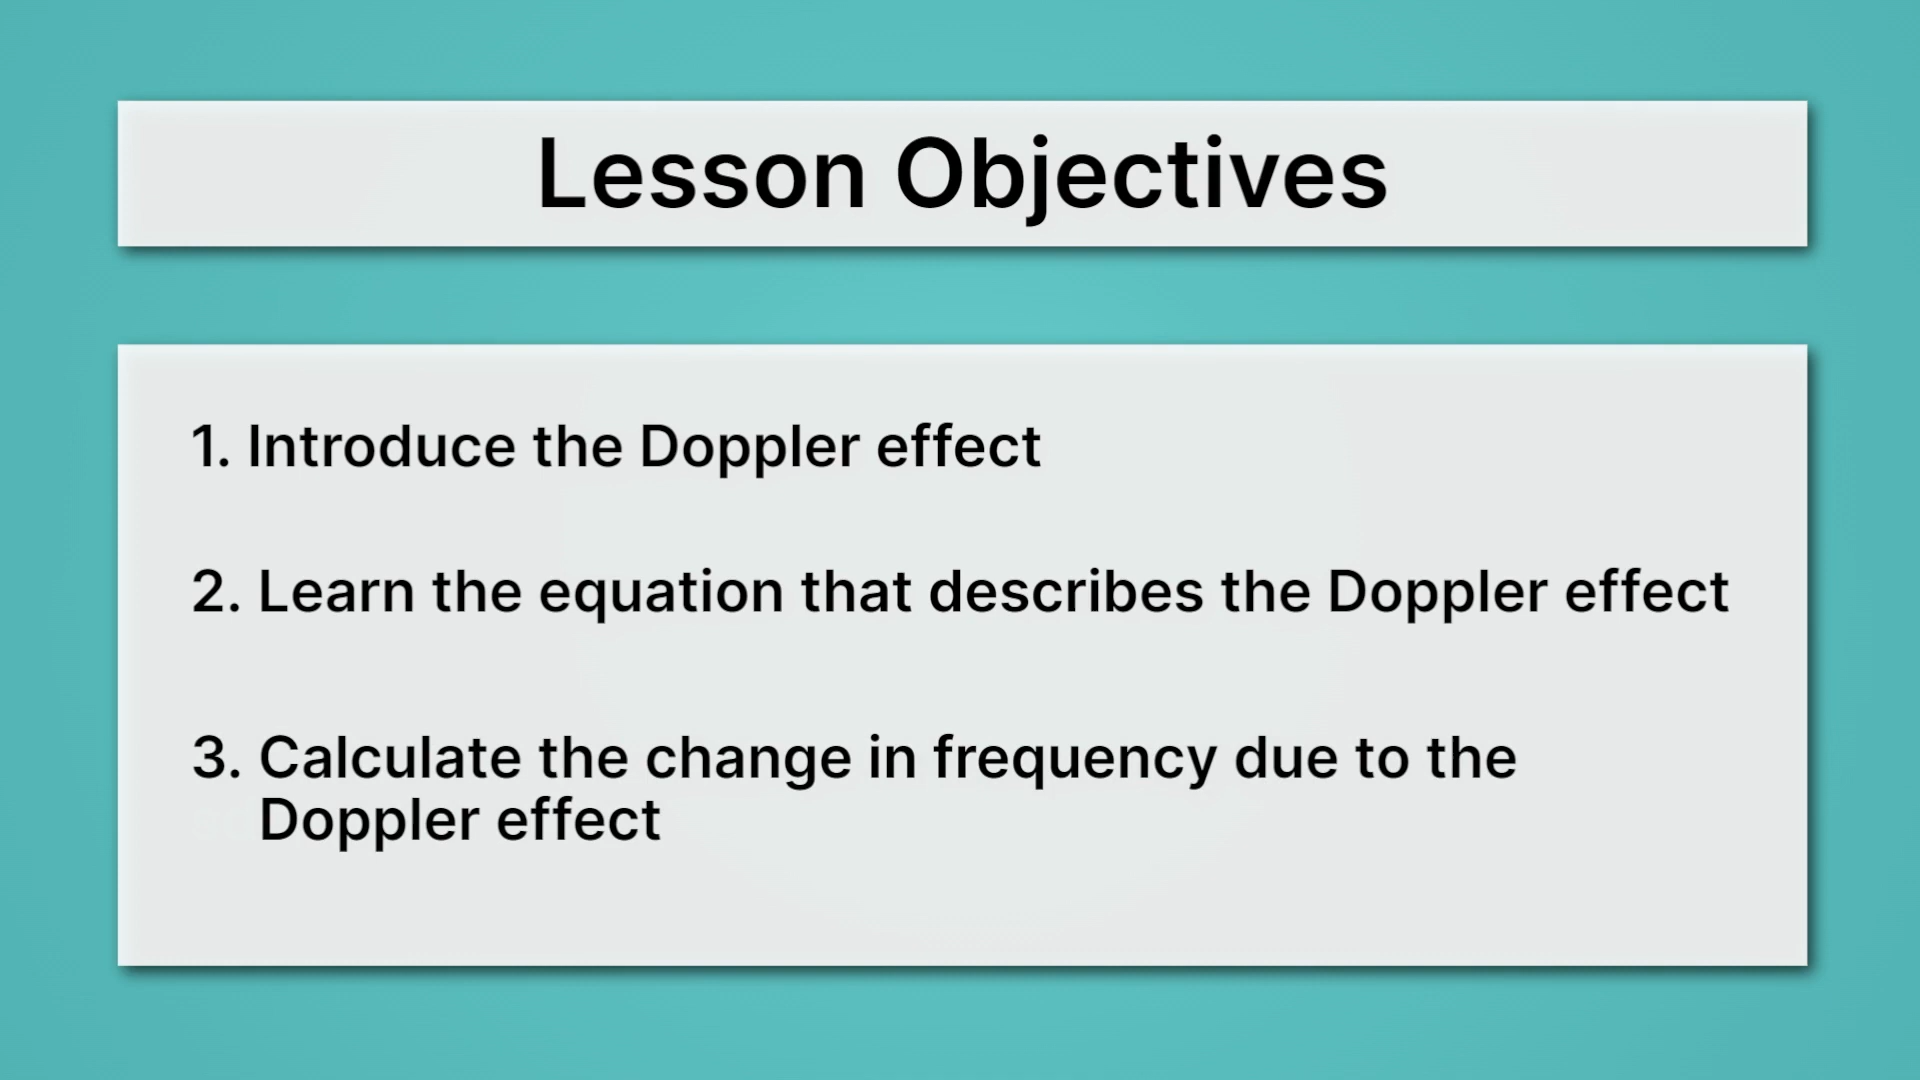 Lesson Objectives
1. Introduce the Doppler effect
2. Learn the equation that describes the Doppler effect
3. Calculate the change in frequency due to the
Doppler effect